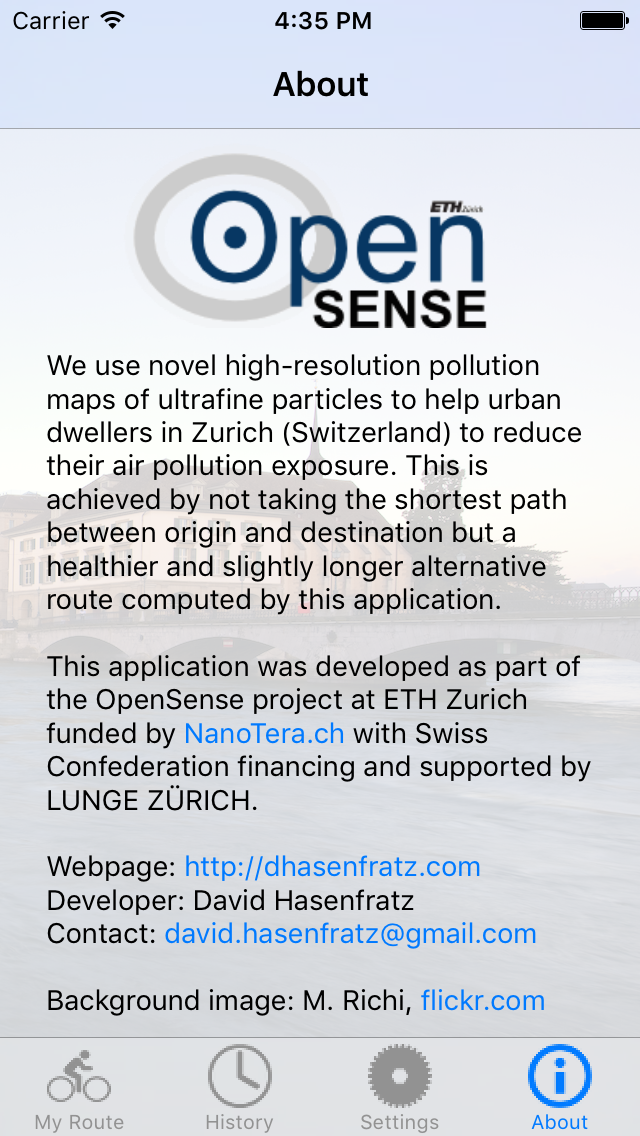 Carrier 4:35 PM
About
ETH zürich
Open
SENSE
We use novel high-resolution pollution
maps of ultrafine particles to help urban
dwellers in Zurich (Switzerland) to reduce
their air pollution exposure. This is
achieved by not taking the shortest path
between origin and destination but a
healthier and slightly longer alternative
route computed by this application.
This application was developed as part of
the OpenSense project at ETH Zurich
funded by NanoTera.ch with Swiss
Confederation financing and supported by
LUNGE ZÜRICH.
Webpage: http://dhasenfratz.com
Developer: David Hasenfratz
Contact: david.hasenfratz@gmail.com
Background image: M. Richi, flickr.com
My Route History Settings About